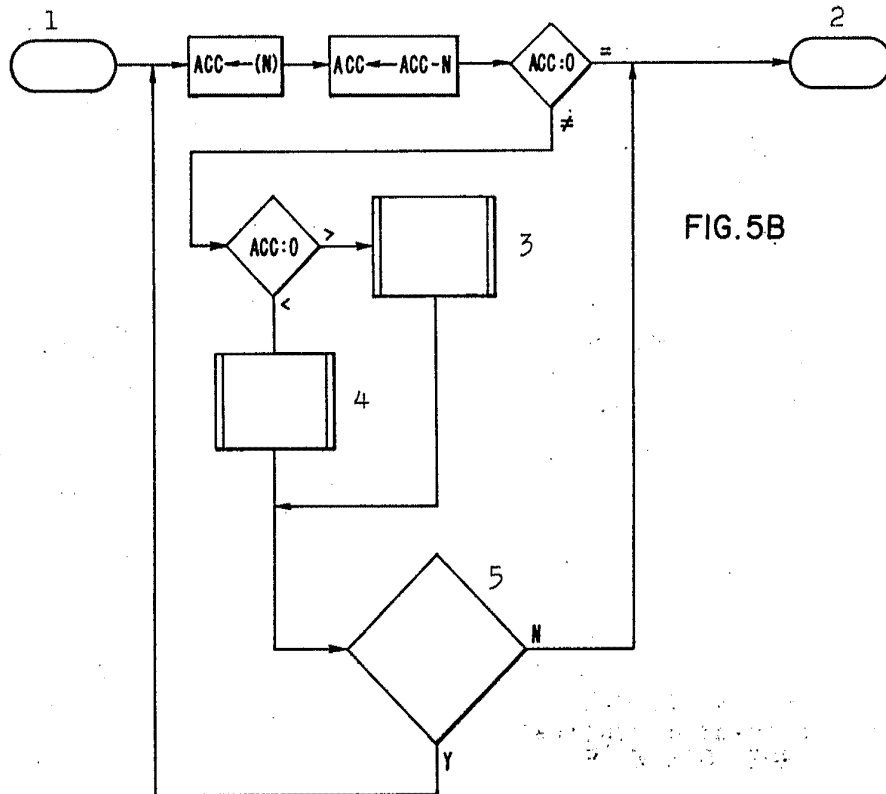 1
2
ACC←(N)
ACC←ACC-N
ACC:0
=
≠
ACC:0
>
<
3
FIG.5B
4
5
N
Y